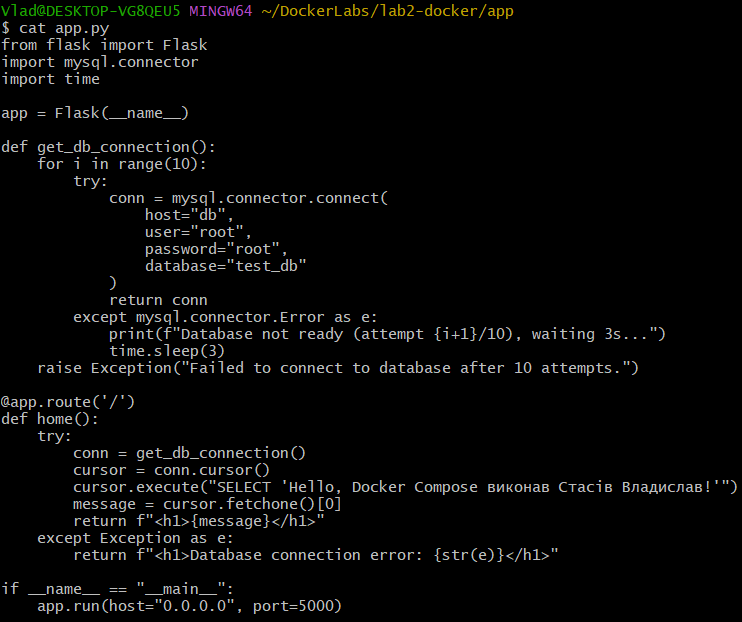 Vlad@DESKTOP-VG8QEU5 MINGW64 ~/DockerLabs/lab2-docker/app
$ cat app.py
from flask import Flask
import mysql.connector
import time

app = Flask(__name__)

def get_db_connection():
    for i in range(10):
        try:
            conn = mysql.connector.connect(
                host="db",
                user="root",
                password="root",
                database="test_db"
            )
            return conn
        except mysql.connector.Error as e:
            print(f"Database not ready (attempt {i+1}/10), waiting 3s...")
            time.sleep(3)
    raise Exception("Failed to connect to database after 10 attempts.")

@app.route('/')
def home():
    try:
        conn = get_db_connection()
        cursor = conn.cursor()
        cursor.execute("SELECT 'Hello, Docker Compose виконав Стасів Владислав!'")
        message = cursor.fetchone()[0]
        return f"<h1>{message}</h1>"
    except Exception as e:
        return f"<h1>Database connection error: {str(e)}</h1>"

if __name__ == "__main__":
    app.run(host="0.0.0.0", port=5000)